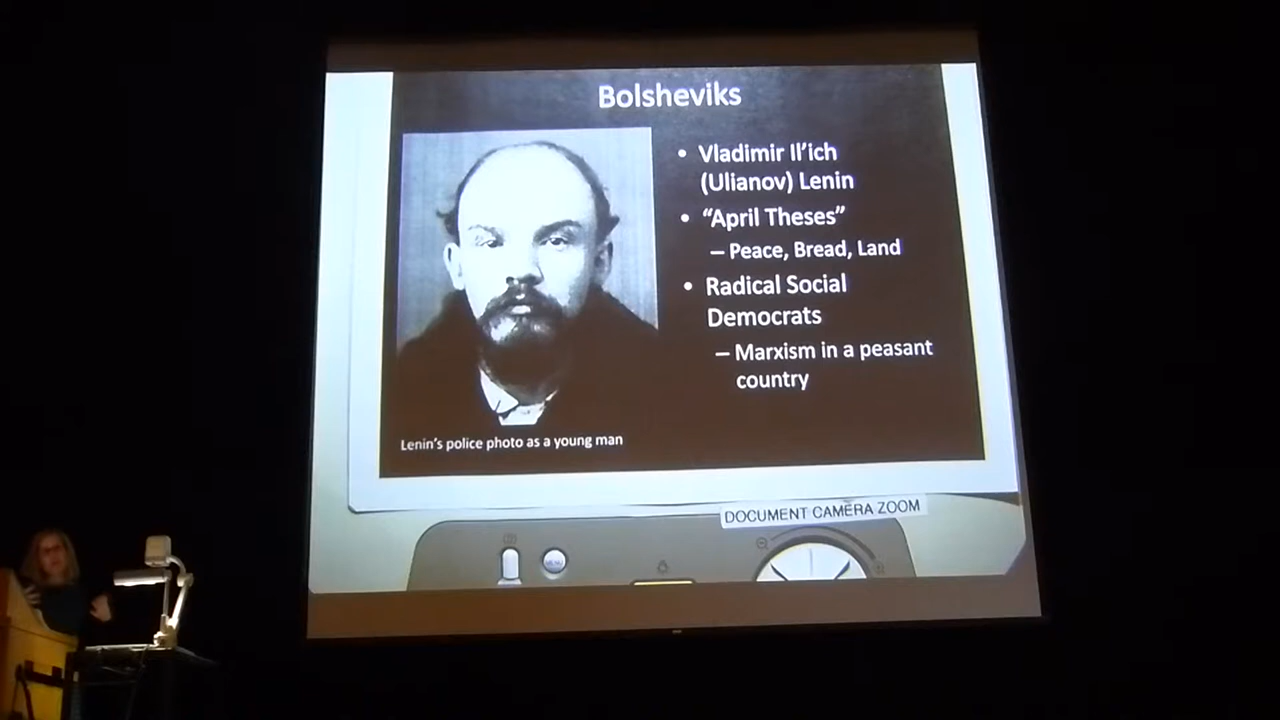 Bolsheviks
• Vladimir Il’ich
(Ulianov) Lenin
• “April Theses”
– Peace, Bread, Land
• Radical Social
Democrats
– Marxism in a peasant
country
Lenin’s police photo as a young man
DOCUMENT CAMERA ZOOM
MENU